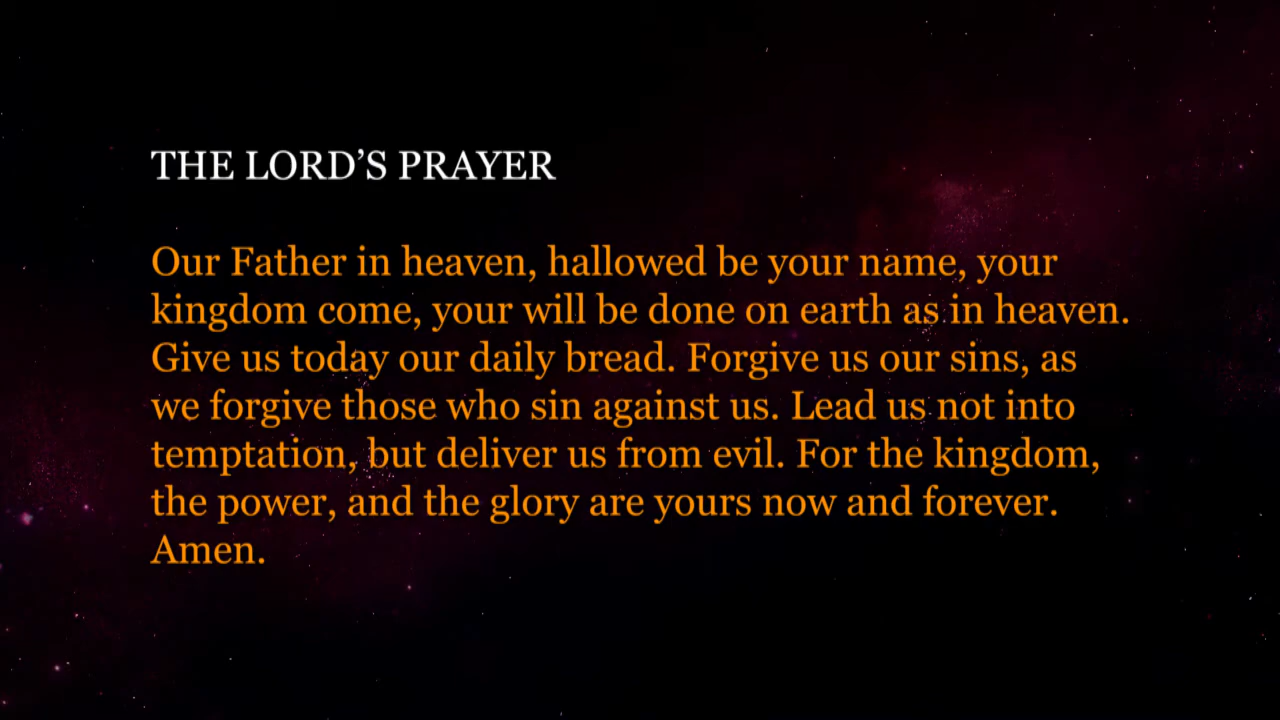 THE LORD’S PRAYER
Our Father in heaven, hallowed be your name, your
kingdom come, your will be done on earth as in heaven.
Give us today our daily bread. Forgive us our sins, as
we forgive those who sin against us. Lead us not into
temptation, but deliver us from evil. For the kingdom,
the power, and the glory are yours now and forever.
Amen.